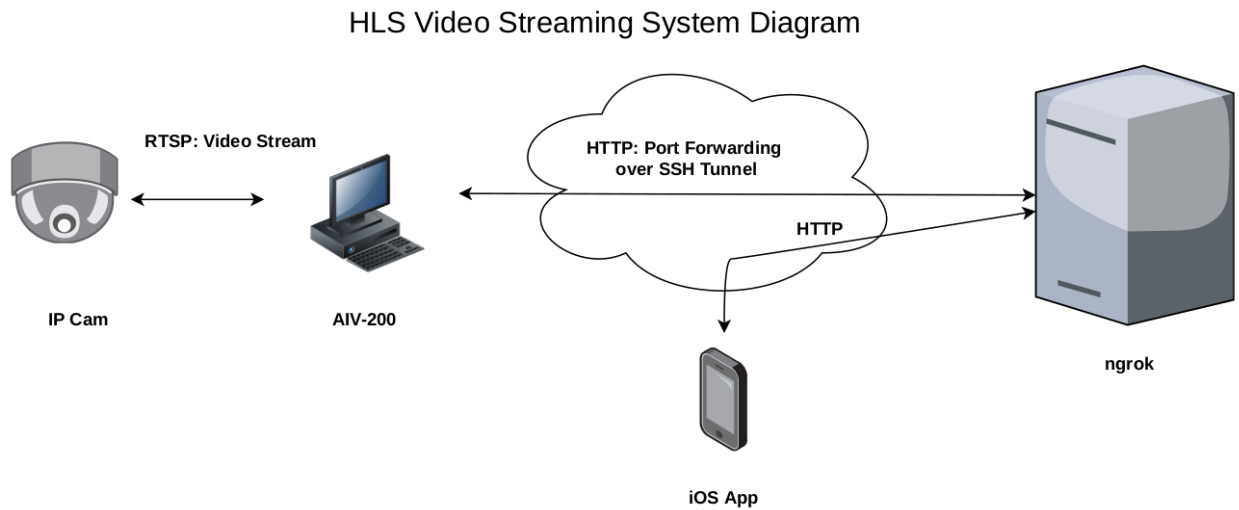 HLS Video Streaming System Diagram
RTSP: Video Stream
HTTP: Port Forwarding
over SSH Tunnel
HTTP
IP Cam
AIV-200
ngrok
iOS App